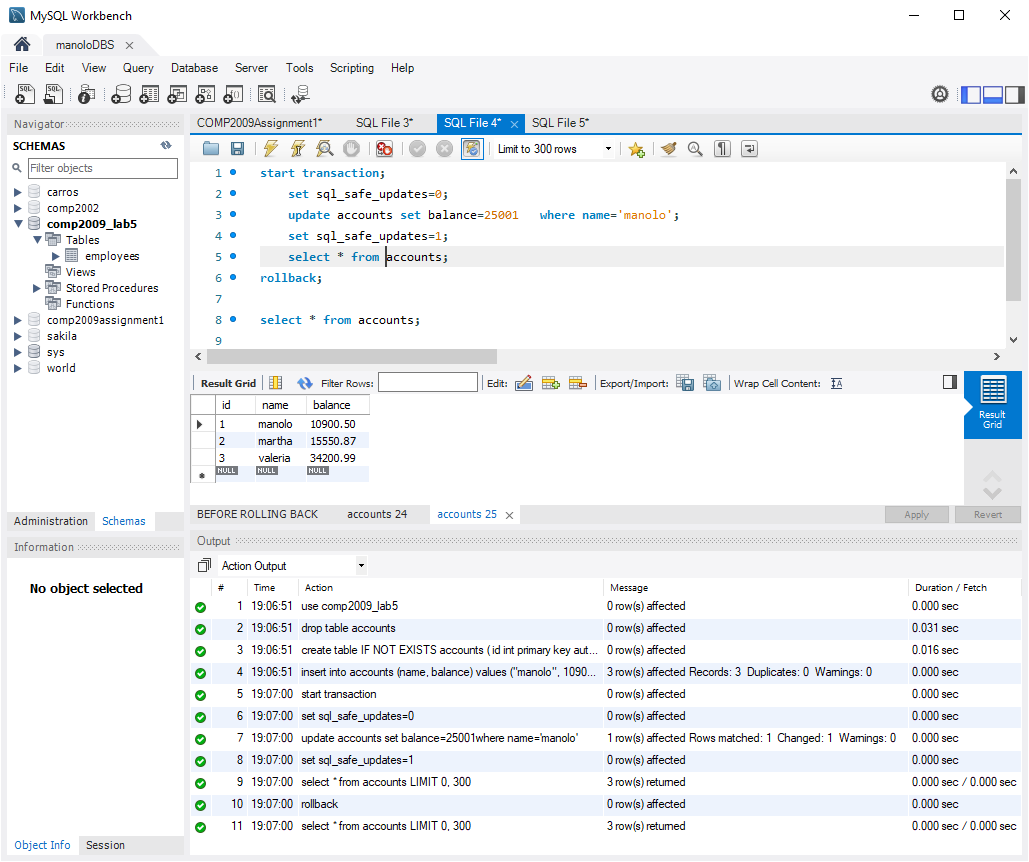 MySQL Workbench
manoloDBS
File Edit View Query Database Server Tools Scripting Help
Navigator
SCHEMAS
Filter objects
carros
comp2002
comp2009_lab5
Tables
employees
Views
Stored Procedures
Functions
comp2009assignment1
sakila
sys
world
Administration Schemas
Information
No object selected
Object Info Session
COMP2009Assignment1* SQL File 3* SQL File 4* SQL File 5*
Limit to 300 rows
1 start transaction;
2 set sql_safe_updates=0;
3 update accounts set balance=25001 where name='manolo';
4 set sql_safe_updates=1;
5 select * from accounts;
6 rollback;
7
8 select * from accounts;
9
Result Grid Filter Rows: Edit: Export/Import: Wrap Cell Content: IA
id name balance
1 manolo 10900.50
2 martha 15550.87
3 valeria 34200.99
NULL NULL NULL
Result
Grid
BEFORE ROLLING BACK accounts 24 accounts 25
Apply Revert
Output
Action Output
# Time Action Message Duration / Fetch
1 19:06:51 use comp2009_lab5 0 row(s) affected 0.000 sec
2 19:06:51 drop table accounts 0 row(s) affected 0.031 sec
3 19:06:51 create table IF NOT EXISTS accounts ( id int primary key aut... 0 row(s) affected 0.016 sec
4 19:06:51 insert into accounts (name, balance) values ("manolo", 1090... 3 row(s) affected Records: 3 Duplicates: 0 Warnings: 0 0.000 sec
5 19:07:00 start transaction 0 row(s) affected 0.000 sec
6 19:07:00 set sql_safe_updates=0 0 row(s) affected 0.000 sec
7 19:07:00 update accounts set balance=25001where name='manolo' 1 row(s) affected Rows matched: 1 Changed: 1 Warnings: 0 0.000 sec
8 19:07:00 set sql_safe_updates=1 0 row(s) affected 0.000 sec
9 19:07:00 select * from accounts LIMIT 0, 300 3 row(s) returned 0.000 sec / 0.000 sec
10 19:07:00 rollback 0 row(s) affected 0.000 sec
11 19:07:00 select * from accounts LIMIT 0, 300 3 row(s) returned 0.000 sec / 0.000 sec